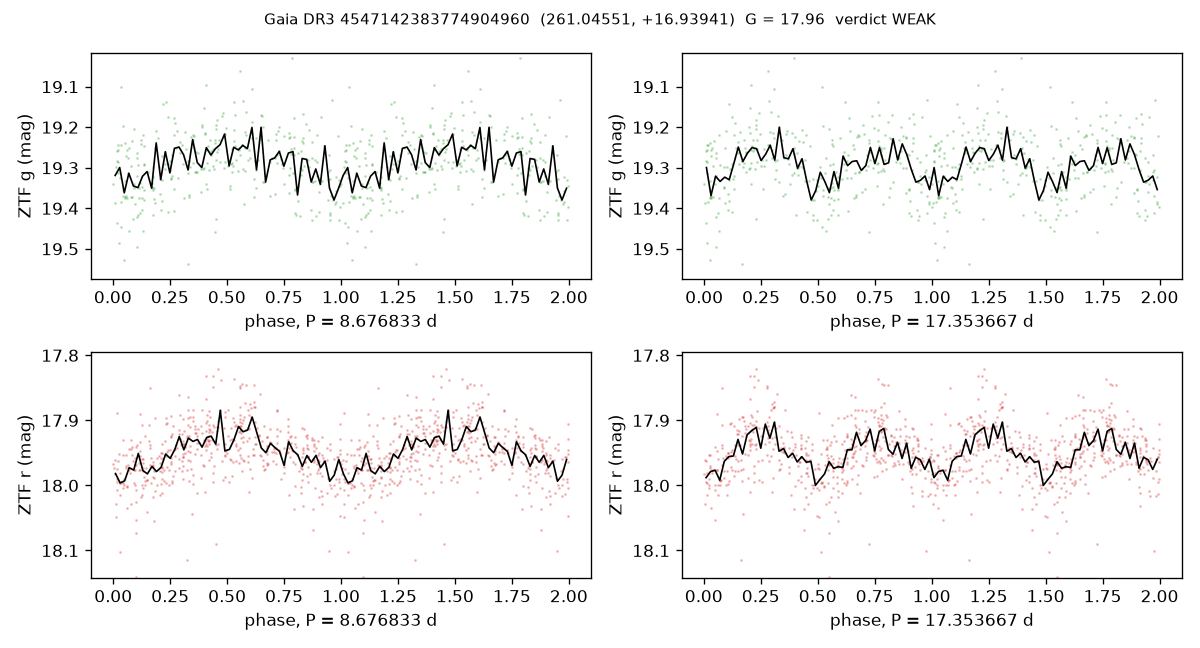 Gaia DR3 4547142383774904960 (261.04551, +16.93941) G = 17.96 verdict WEAK
ZTF g (mag)
19.1
19.2
19.3
19.4
19.5
0.00 0.25 0.50 0.75 1.00 1.25 1.50 1.75 2.00
phase, P = 8.676833 d
ZTF g (mag)
19.1
19.2
19.3
19.4
19.5
0.00 0.25 0.50 0.75 1.00 1.25 1.50 1.75 2.00
phase, P = 17.353667 d
ZTF r (mag)
17.8
17.9
18.0
18.1
0.00 0.25 0.50 0.75 1.00 1.25 1.50 1.75 2.00
phase, P = 8.676833 d
ZTF r (mag)
17.8
17.9
18.0
18.1
0.00 0.25 0.50 0.75 1.00 1.25 1.50 1.75 2.00
phase, P = 17.353667 d